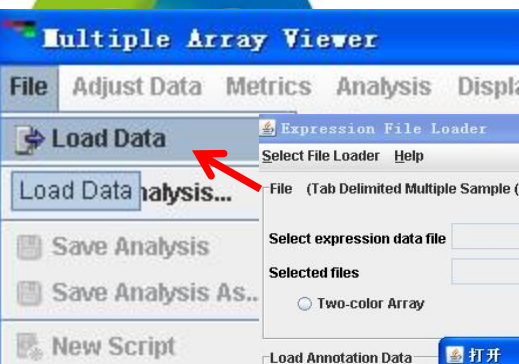 Multiple Array Viewer
File Adjust Data Metrics Analysis Displa
Load Data
Load Data
nalysis...
Save Analysis
Save Analysis As..
New Script
Expression File Loader
Select File Loader Help
File (Tab Delimited Multiple Sample (
Select expression data file
Selected files
Two-color Array
Load Annotation Data
打开